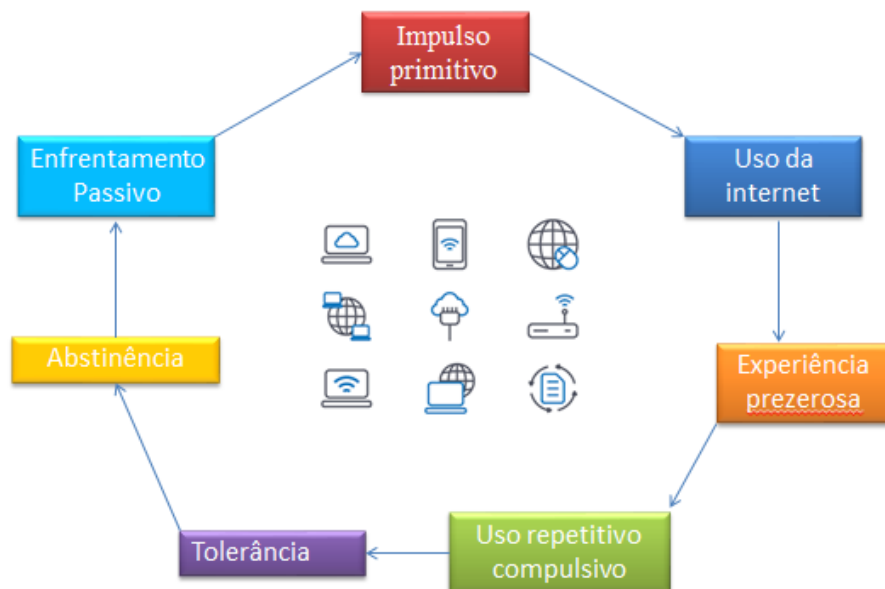 Impulso
primitivo
Uso da
internet
Experiência
prezerosa
Uso repetitivo
compulsivo
Tolerância
Abstinência
Enfrentamento
Passivo